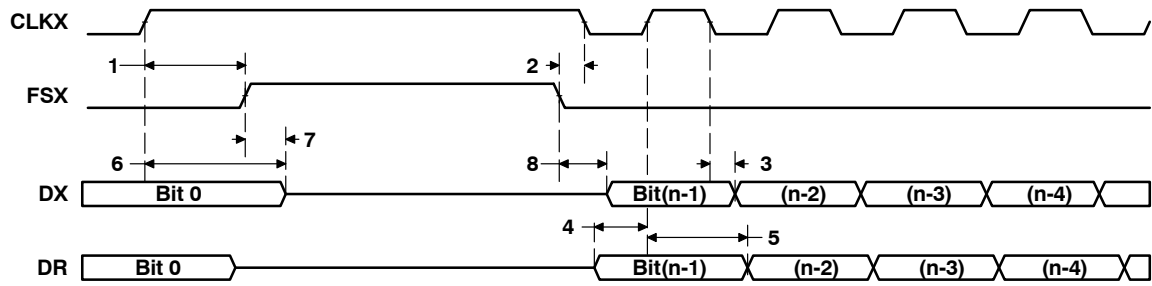 CLKX
1 2
FSX
7
6 8 3
DX Bit 0 Bit(n-1) (n-2) (n-3) (n-4)
4 5
DR Bit 0 Bit(n-1) (n-2) (n-3) (n-4)